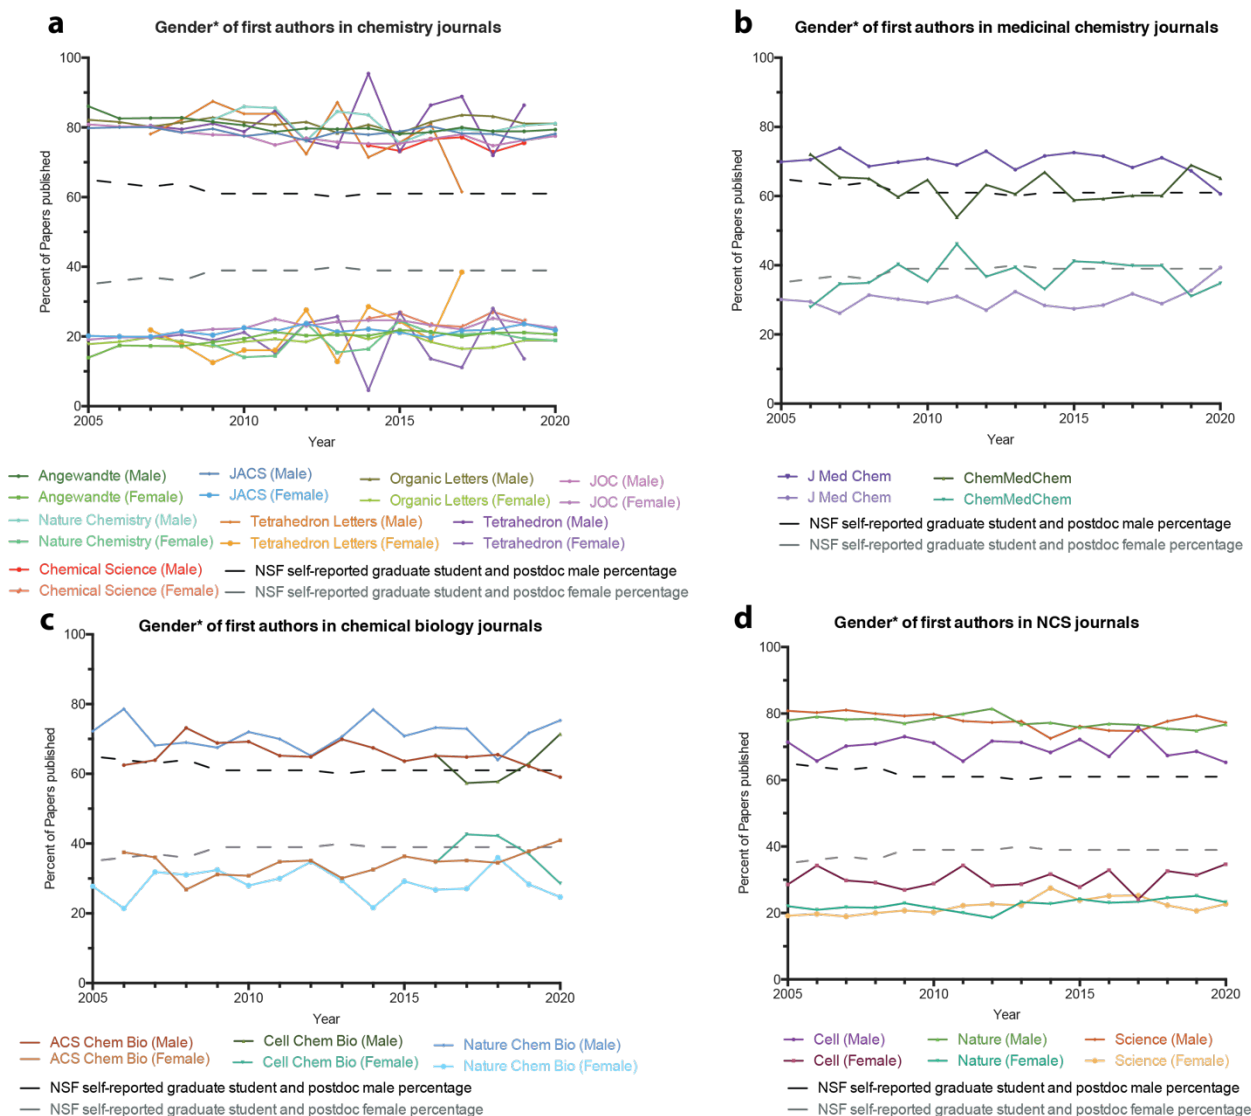 a
Gender* of first authors in chemistry journals
100
80
60
40
20
0
Percent of Papers published
2005
2010
2015
2020
Year
Angewandte (Male)
JACS (Male)
Organic Letters (Male)
JOC (Male)
Angewandte (Female)
JACS (Female)
Organic Letters (Female)
JOC (Female)
Nature Chemistry (Male)
Tetrahedron Letters (Male)
Tetrahedron (Male)
Nature Chemistry (Female)
Tetrahedron Letters (Female)
Tetrahedron (Female)
Chemical Science (Male)
NSF self-reported graduate student and postdoc male percentage
Chemical Science (Female)
NSF self-reported graduate student and postdoc female percentage
b
Gender* of first authors in medicinal chemistry journals
100
80
60
40
20
0
Percent of Papers published
2005
2010
2015
2020
Year
J Med Chem
ChemMedChem
J Med Chem
ChemMedChem
NSF self-reported graduate student and postdoc male percentage
NSF self-reported graduate student and postdoc female percentage
c
Gender* of first authors in chemical biology journals
100
80
60
40
20
0
Percent of Papers published
2005
2010
2015
2020
Year
ACS Chem Bio (Male)
Cell Chem Bio (Male)
Nature Chem Bio (Male)
ACS Chem Bio (Female)
Cell Chem Bio (Female)
Nature Chem Bio (Female)
NSF self-reported graduate student and postdoc male percentage
NSF self-reported graduate student and postdoc female percentage
d
Gender* of first authors in NCS journals
100
80
60
40
20
0
Percent of Papers published
2005
2010
2015
2020
Year
Cell (Male)
Nature (Male)
Science (Male)
Cell (Female)
Nature (Female)
Science (Female)
NSF self-reported graduate student and postdoc male percentage
NSF self-reported graduate student and postdoc female percentage